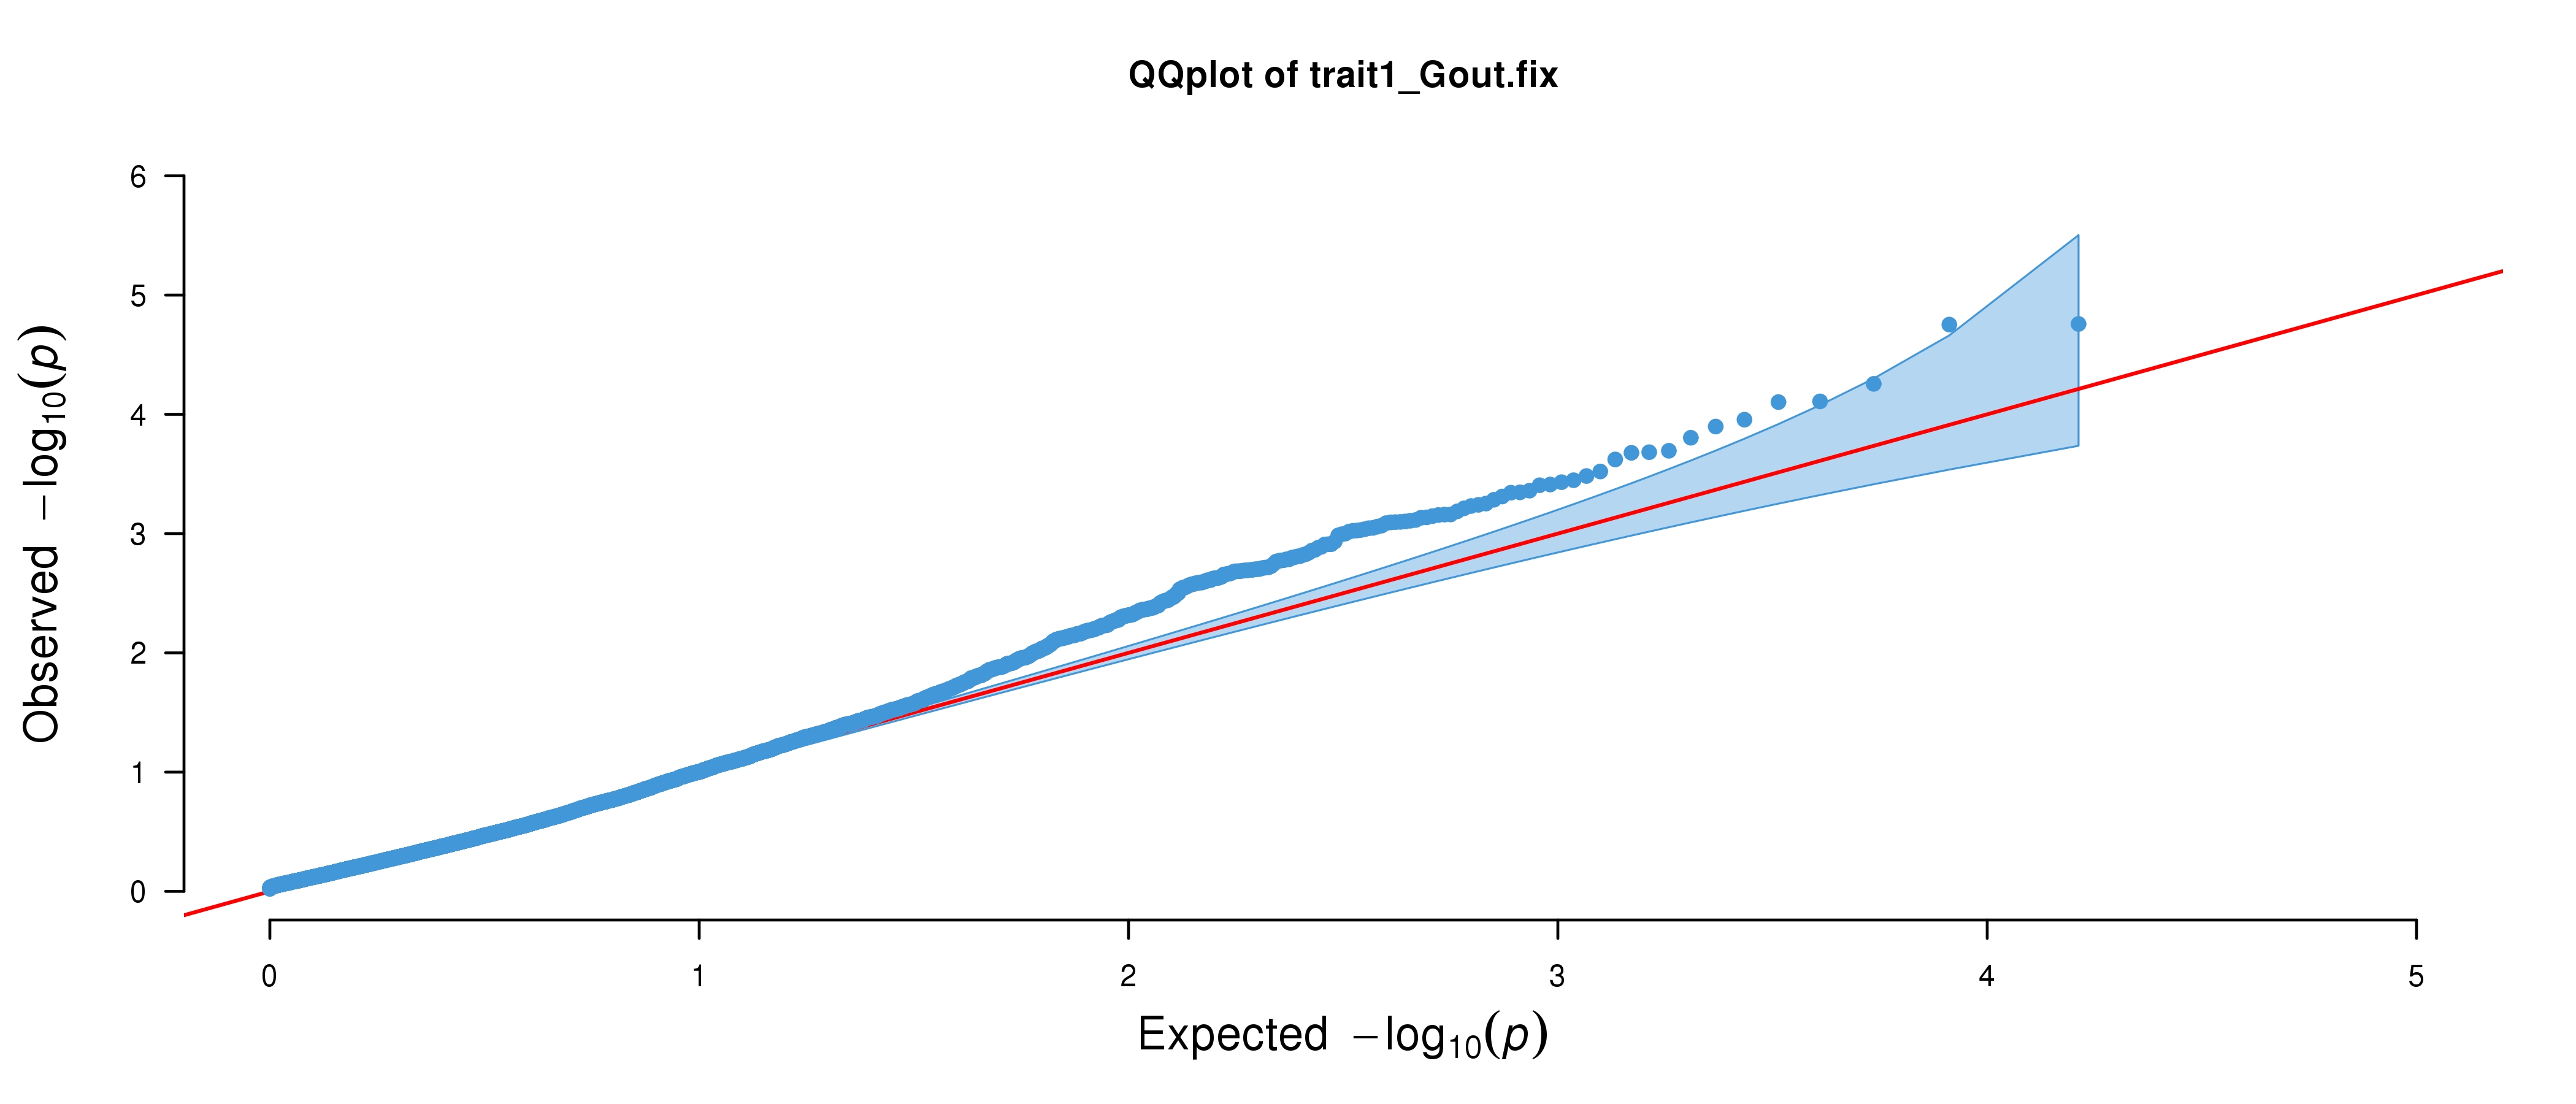 QQplot of trait1_Gout.fix
Observed −log₁₀(p)
6
5
4
3
2
1
0
0 1 2 3 4 5
Expected −log₁₀(p)